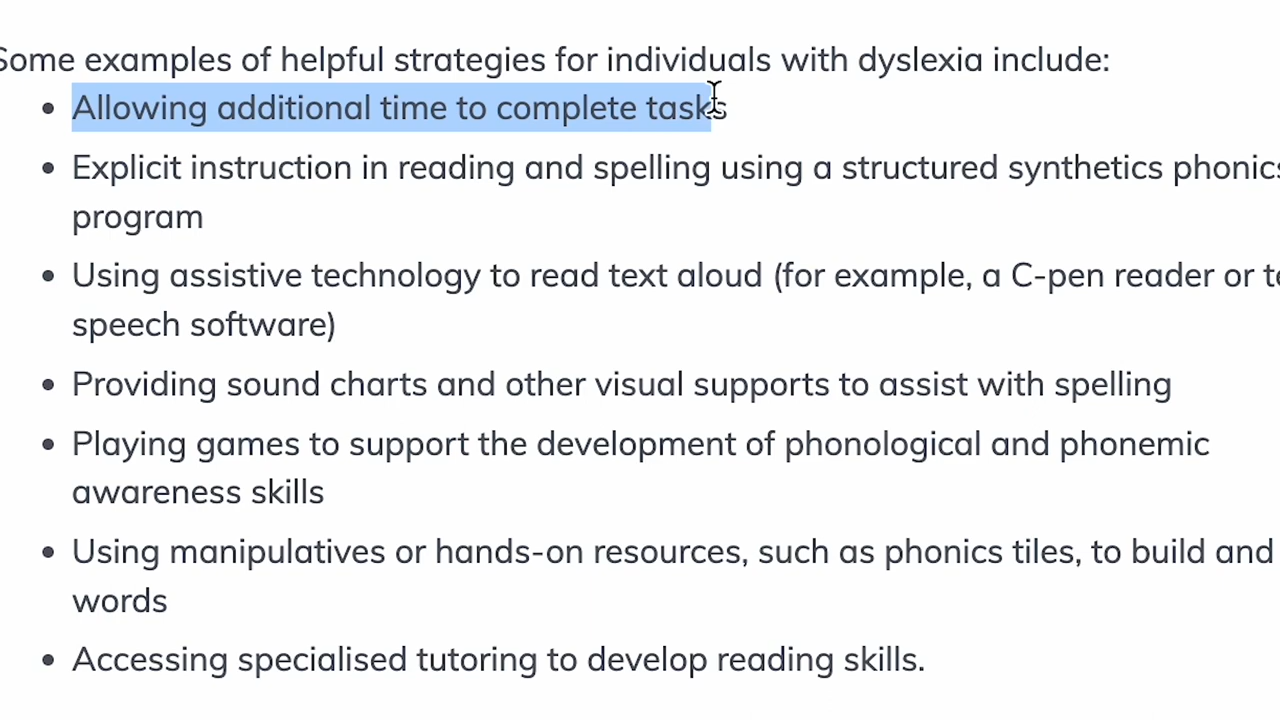 Some examples of helpful strategies for individuals with dyslexia include:
• Allowing additional time to complete tasks
• Explicit instruction in reading and spelling using a structured synthetics phonics
program
• Using assistive technology to read text aloud (for example, a C-pen reader or
speech software)
• Providing sound charts and other visual supports to assist with spelling
• Playing games to support the development of phonological and phonemic
awareness skills
• Using manipulatives or hands-on resources, such as phonics tiles, to build and
words
• Accessing specialised tutoring to develop reading skills.